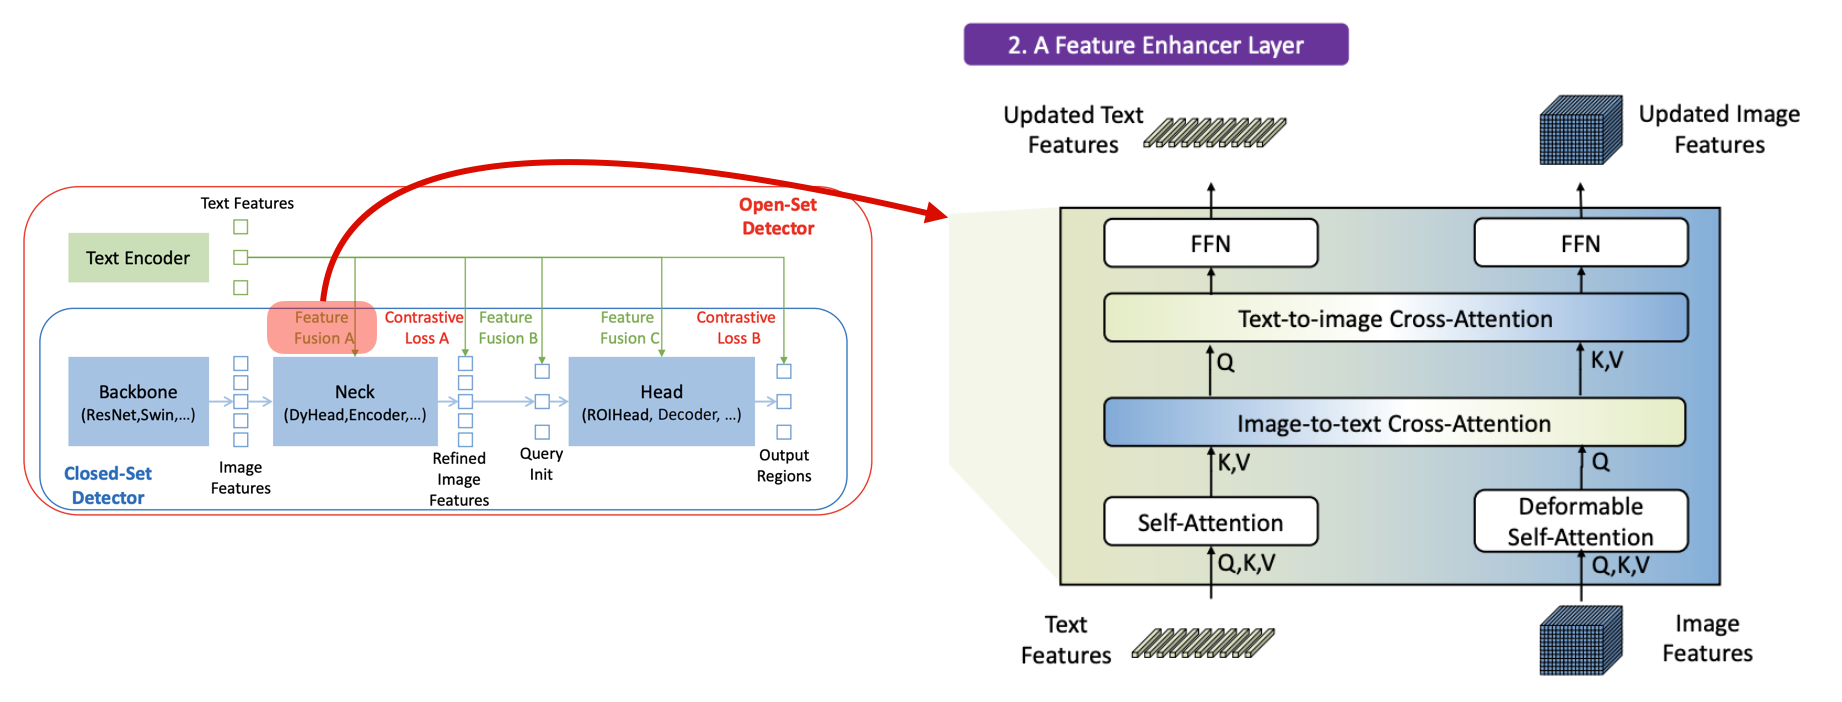 2. A Feature Enhancer Layer
Updated Text
Features
Updated Image
Features
Text Features
Open-Set
Detector
Text Encoder
Feature
Fusion A
Contrastive
Loss A
Feature
Fusion B
Feature
Fusion C
Contrastive
Loss B
Backbone
(ResNet,Swin,...)
Neck
(DyHead,Encoder,...)
Head
(ROIHead, Decoder, ...)
Closed-Set
Detector
Image
Features
Refined
Image
Features
Query
Init
Output
Regions
FFN
FFN
Text-to-image Cross-Attention
Q
K,V
Image-to-text Cross-Attention
K,V
Q
Self-Attention
Deformable
Self-Attention
Q,K,V
Q,K,V
Text
Features
Image
Features